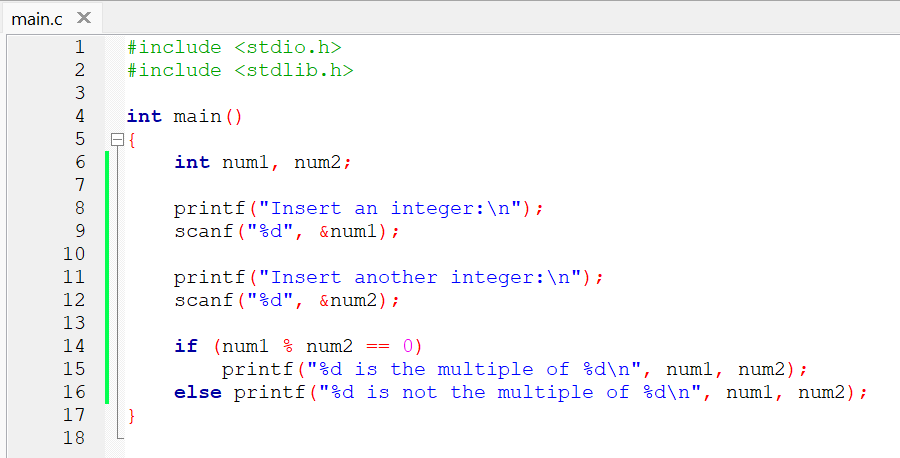 main.c ×
1 #include <stdio.h>
2 #include <stdlib.h>
3
4 int main()
5 {
6     int num1, num2;
7
8     printf("Insert an integer:\n");
9     scanf("%d", &num1);
10
11     printf("Insert another integer:\n");
12     scanf("%d", &num2);
13
14     if (num1 % num2 == 0)
15         printf("%d is the multiple of %d\n", num1, num2);
16     else printf("%d is not the multiple of %d\n", num1, num2);
17 }
18